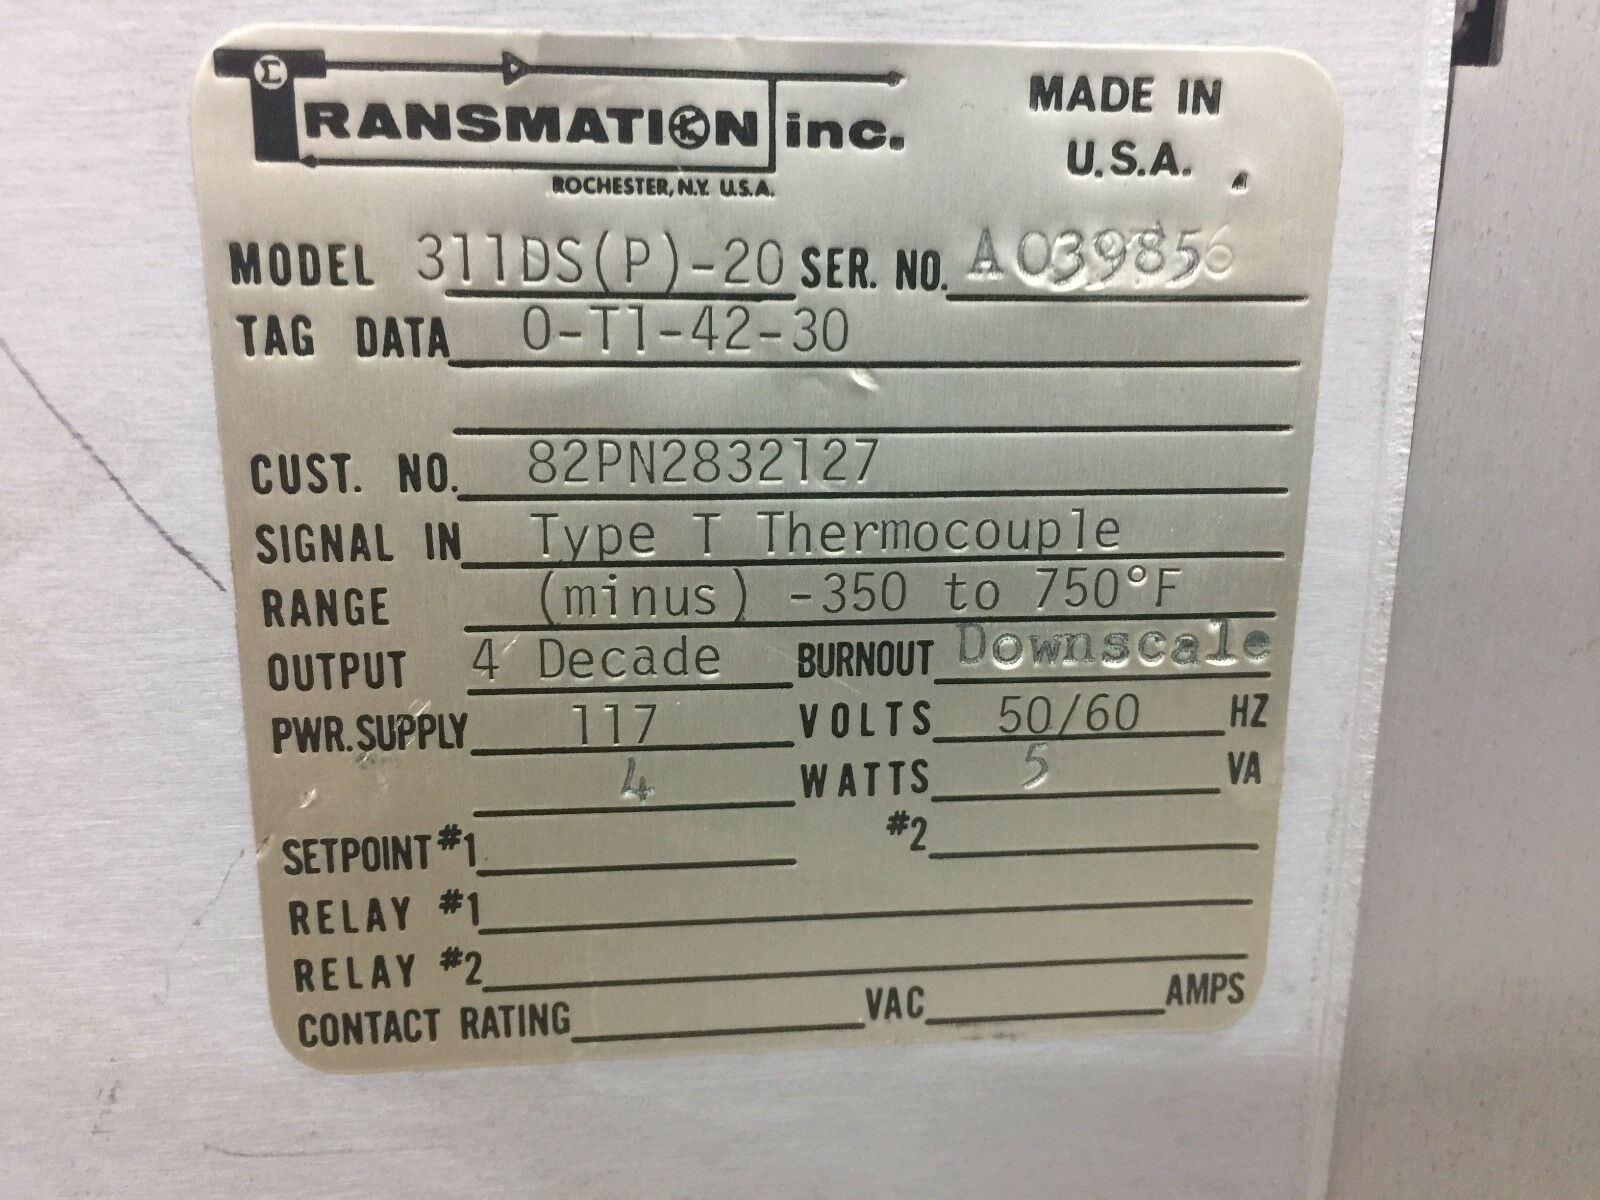 TRANSMATION inc.
ROCHESTER, N.Y. U.S.A.
MADE IN
U.S.A.
MODEL 311DS(P)-20 SER. NO. A039856
TAG DATA 0-T1-42-30
CUST. NO. 82PN2832127
SIGNAL IN Type T Thermocouple
RANGE (minus) -350 to 750°F
OUTPUT 4 Decade BURNOUT Downscale
PWR. SUPPLY 117 VOLTS 50/60 HZ
4 WATTS 5 VA
SETPOINT #1 #2
RELAY #1
RELAY #2
CONTACT RATING VAC AMPS